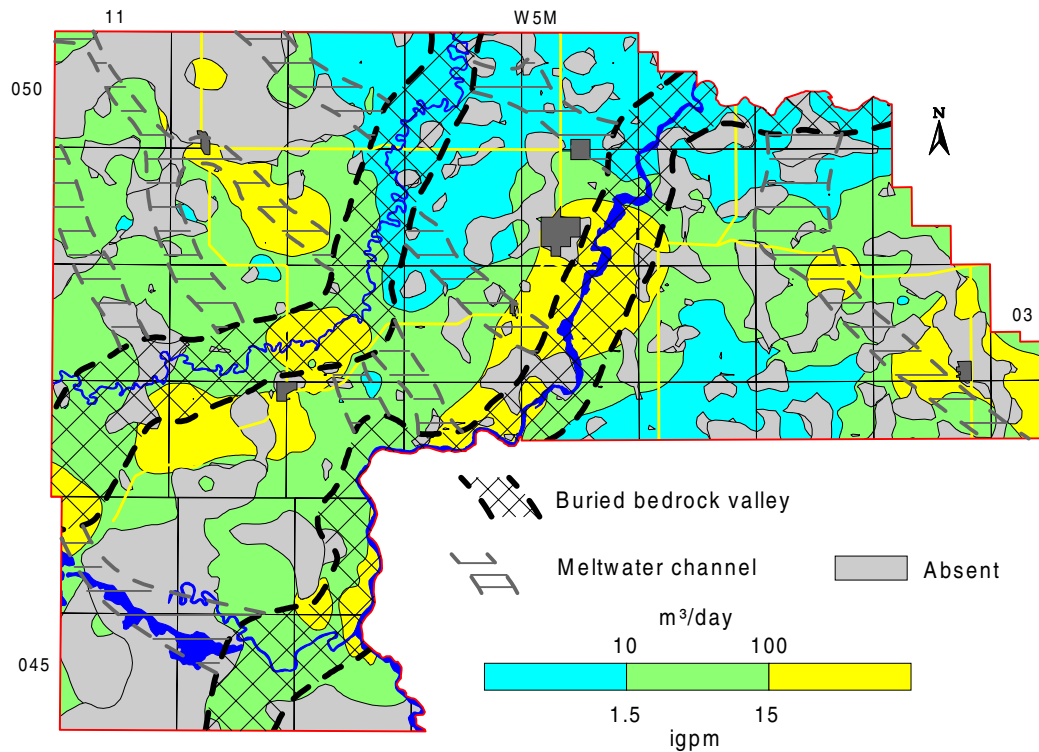 11
W5M
050
N
03
Buried bedrock valley
Meltwater channel
Absent
m³/day
10
100
045
1.5
15
igpm